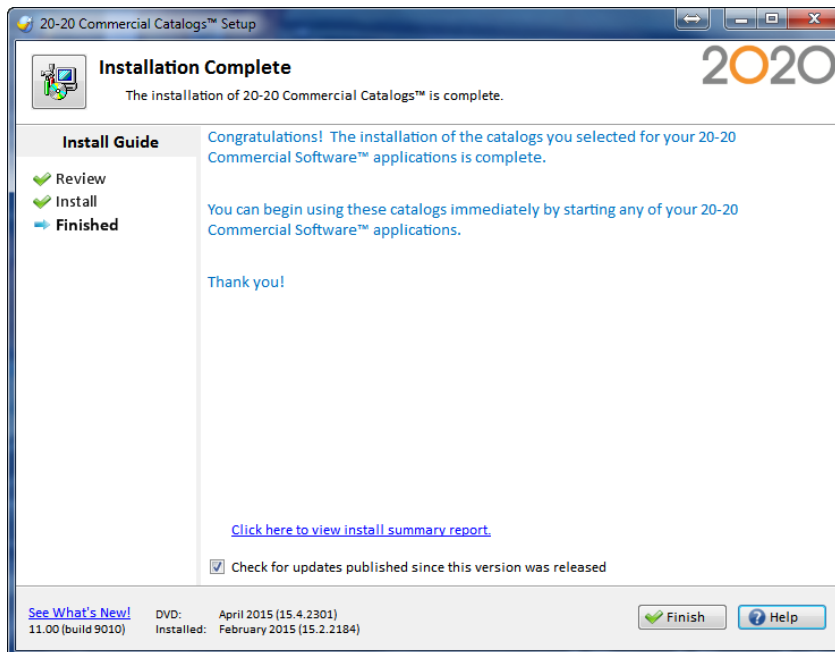 20-20 Commercial Catalogs™ Setup
Installation Complete
The installation of 20-20 Commercial Catalogs™ is complete.
2020
Install Guide
Review
Install
Finished
Congratulations! The installation of the catalogs you selected for your 20-20
Commercial Software™ applications is complete.
You can begin using these catalogs immediately by starting any of your 20-20
Commercial Software™ applications.
Thank you!
Click here to view install summary report.
Check for updates published since this version was released
See What's New!
11.00 (build 9010)
DVD: April 2015 (15.4.2301)
Installed: February 2015 (15.2.2184)
Finish
Help